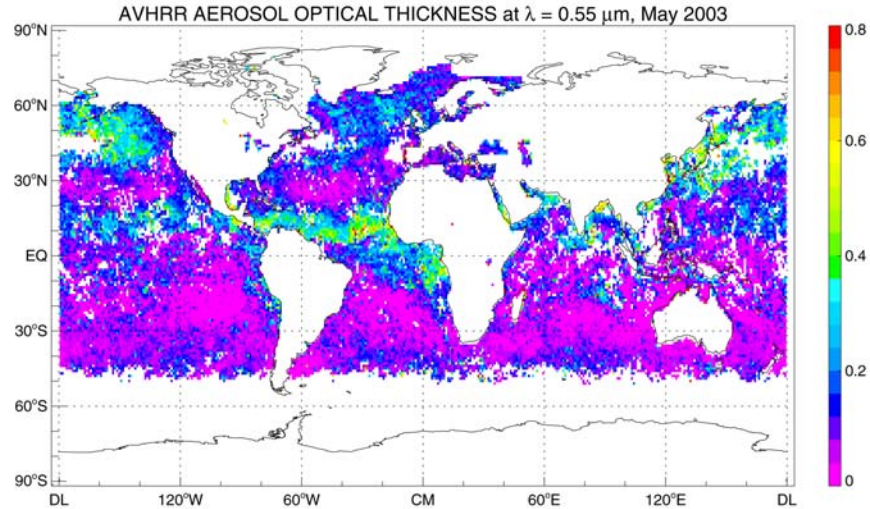 AVHRR AEROSOL OPTICAL THICKNESS at λ = 0.55 μm, May 2003
90°N
60°N
30°N
EQ
30°S
60°S
90°S
DL 120°W 60°W CM 60°E 120°E DL
0.8
0.6
0.4
0.2
0